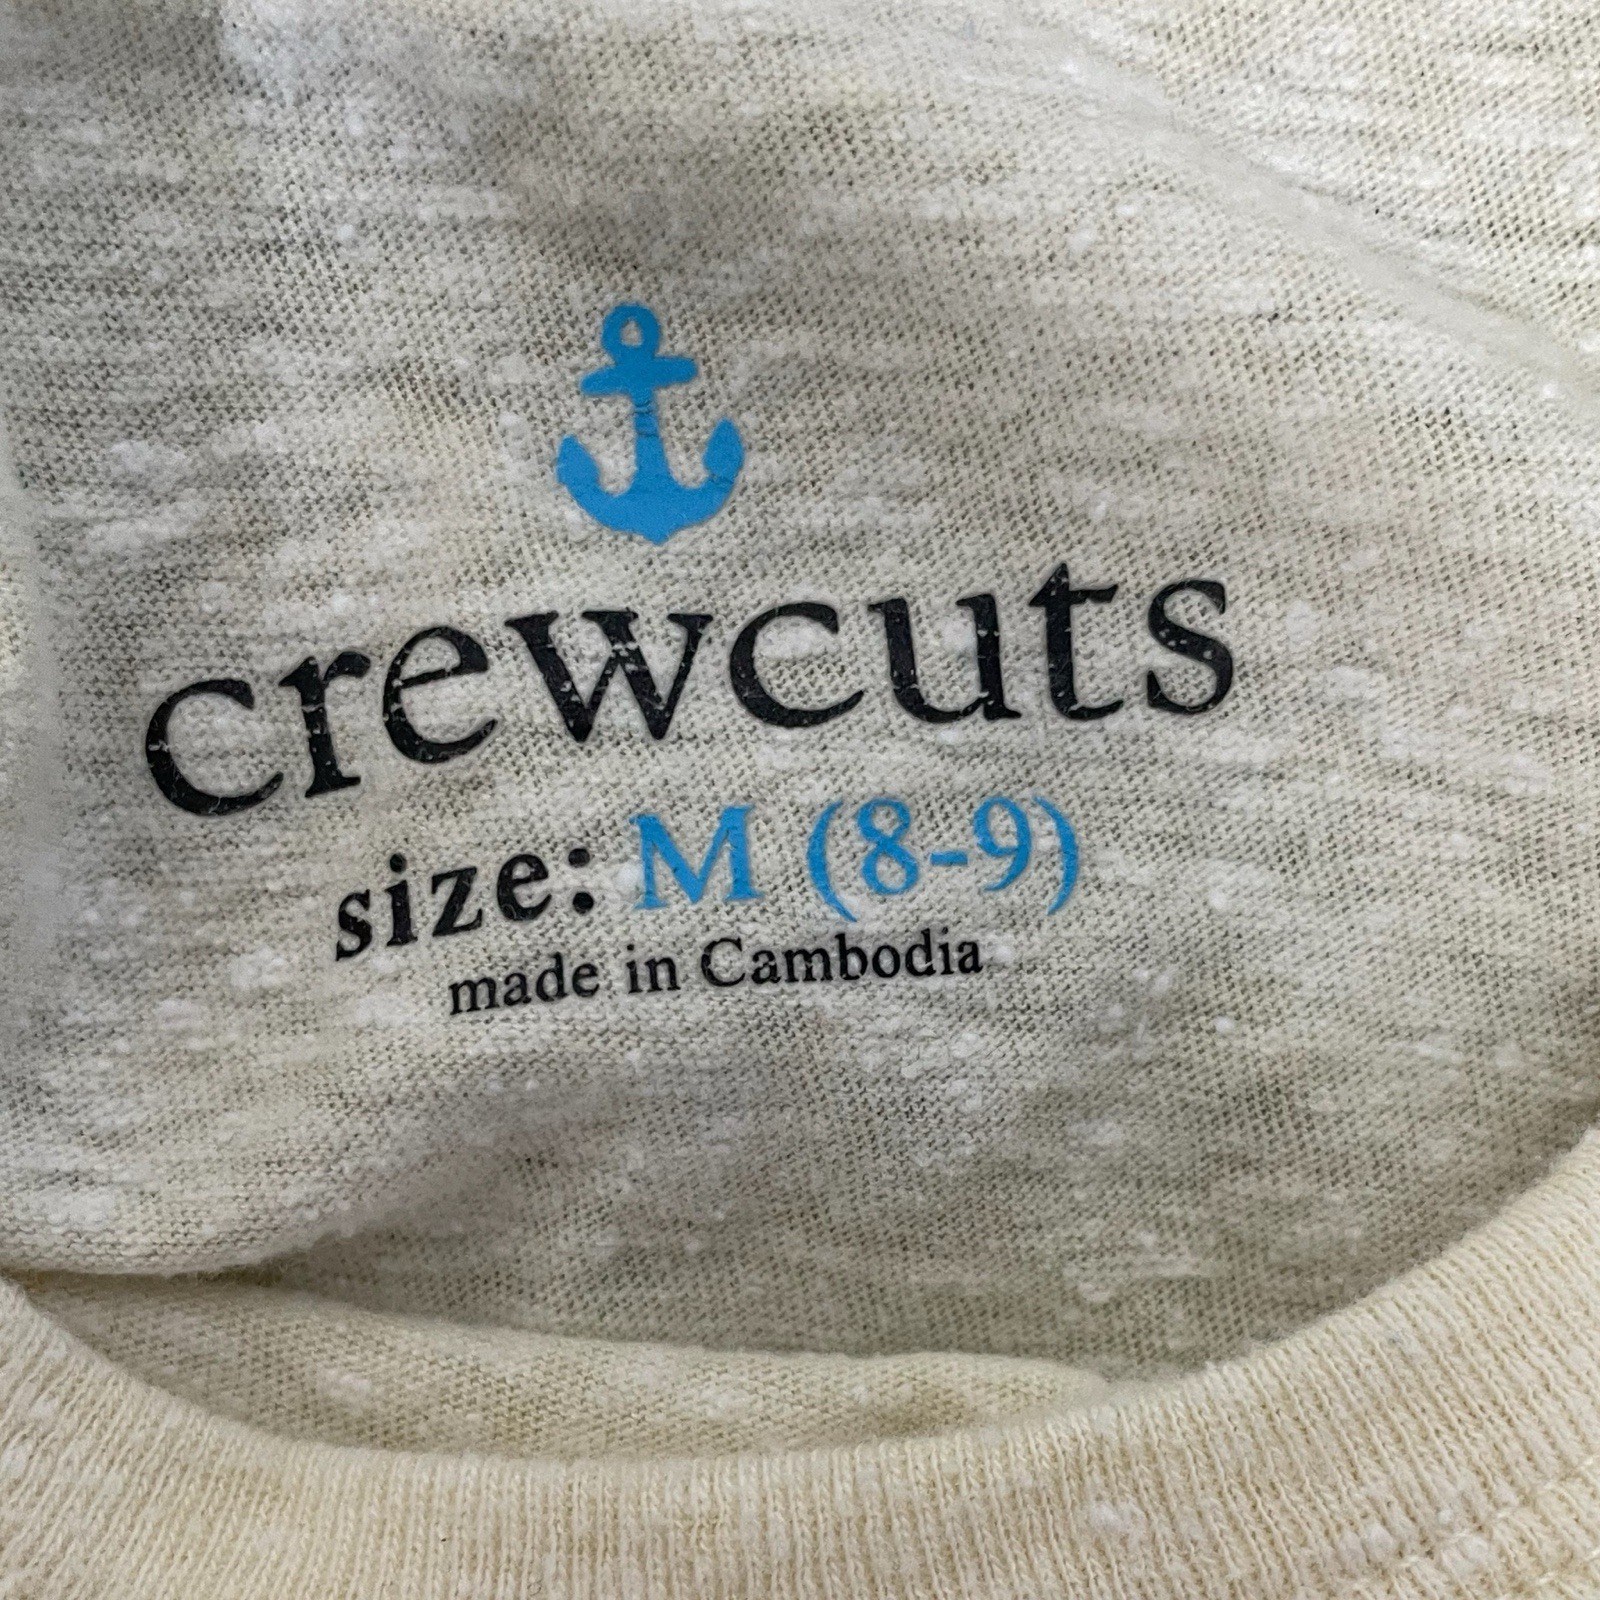 crewcuts
size: M (8-9)
made in Cambodia